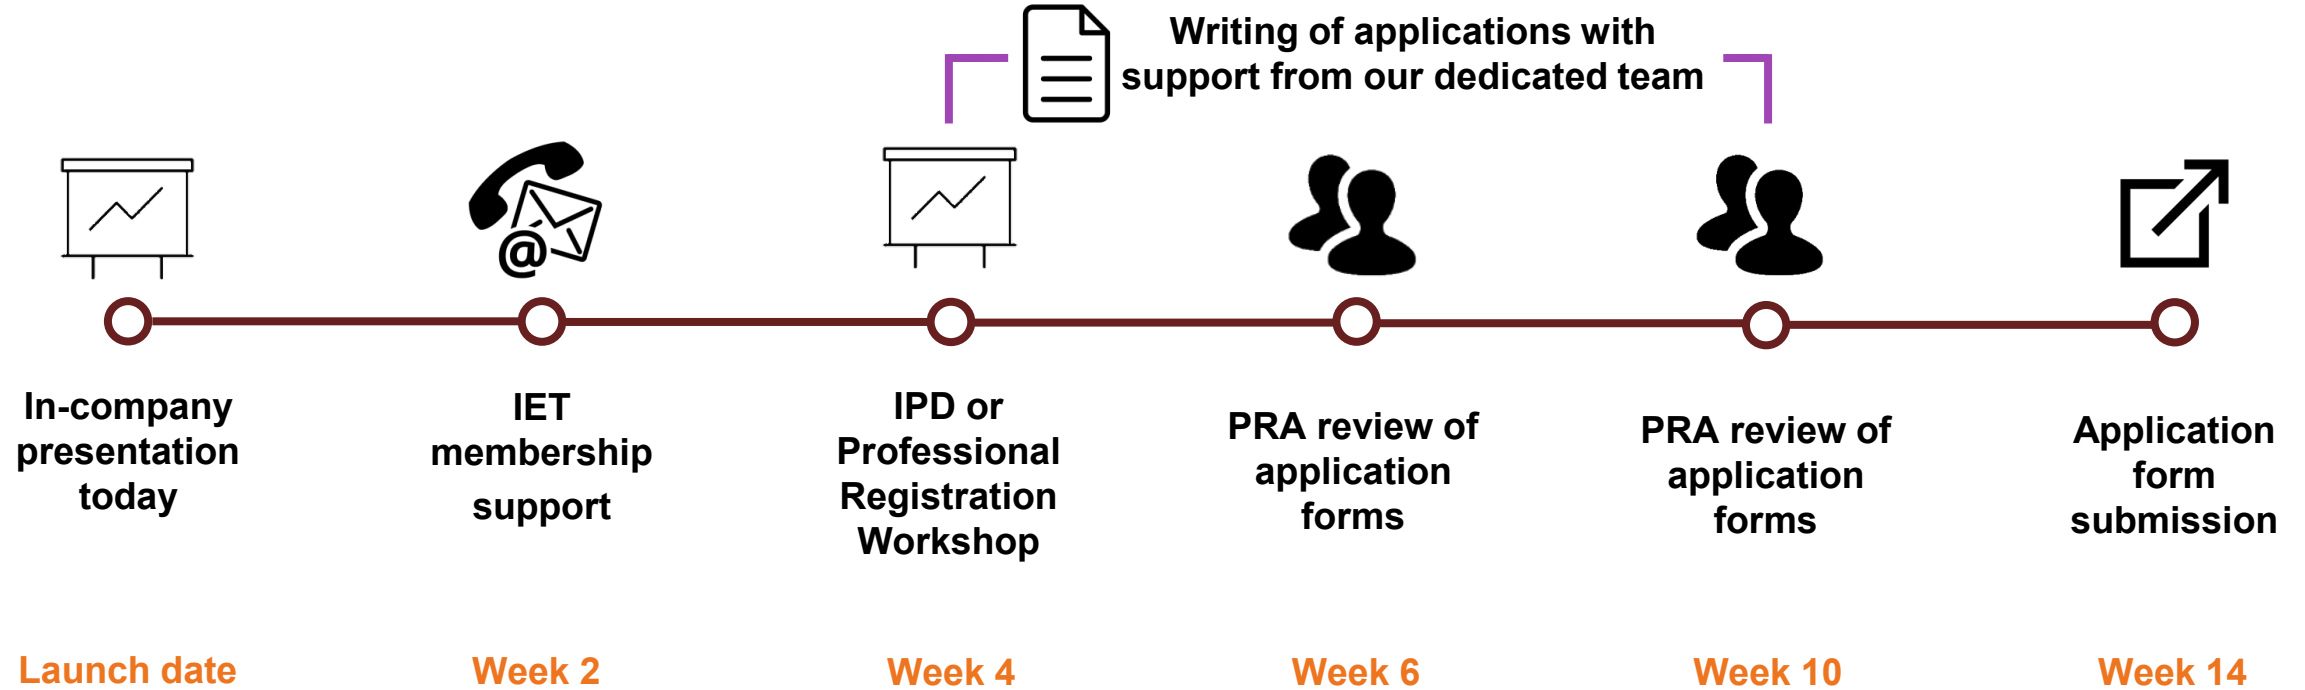 Writing of applications with
support from our dedicated team
@
In-company
presentation
today
IET
membership
support
IPD or
Professional
Registration
Workshop
PRA review of
application
forms
PRA review of
application
forms
Application
form
submission
Launch date
Week 2
Week 4
Week 6
Week 10
Week 14